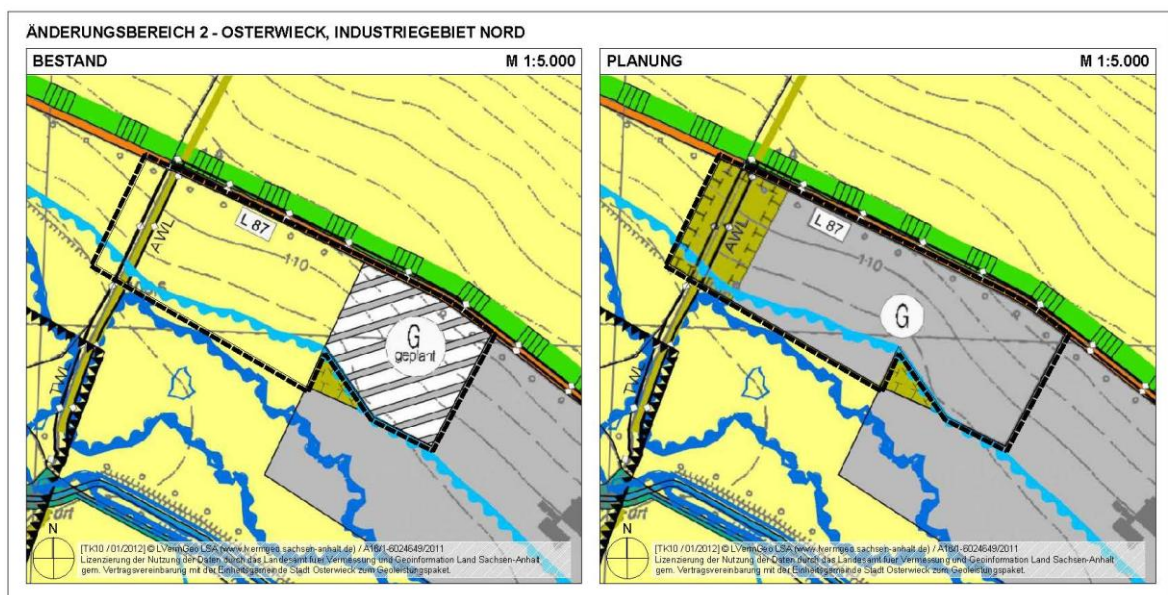 ÄNDERUNGSBEREICH 2 - OSTERWIECK, INDUSTRIEGEBIET NORD
BESTAND M 1:5.000
L 87
AWL
110
G
geplant
TWL
N
[TK10 / 01/2012] © LVermGeo LSA (www.lvermgeo.sachsen-anhalt.de) / A18/1-6024649/2011
Lizenzierung der Nutzung der Daten durch das Landesamt fuer Vermessung und Geoinformation Land Sachsen-Anhalt
gem. Vertragsvereinbarung mit der Einheitsgemeinde Stadt Osterwieck zum Geoleistungspaket.
PLANUNG M 1:5.000
L 87
AWL
110
G
TWL
N
[TK10 / 01/2012] © LVermGeo LSA (www.lvermgeo.sachsen-anhalt.de) / A18/1-6024649/2011
Lizenzierung der Nutzung der Daten durch das Landesamt fuer Vermessung und Geoinformation Land Sachsen-Anhalt
gem. Vertragsvereinbarung mit der Einheitsgemeinde Stadt Osterwieck zum Geoleistungspaket.